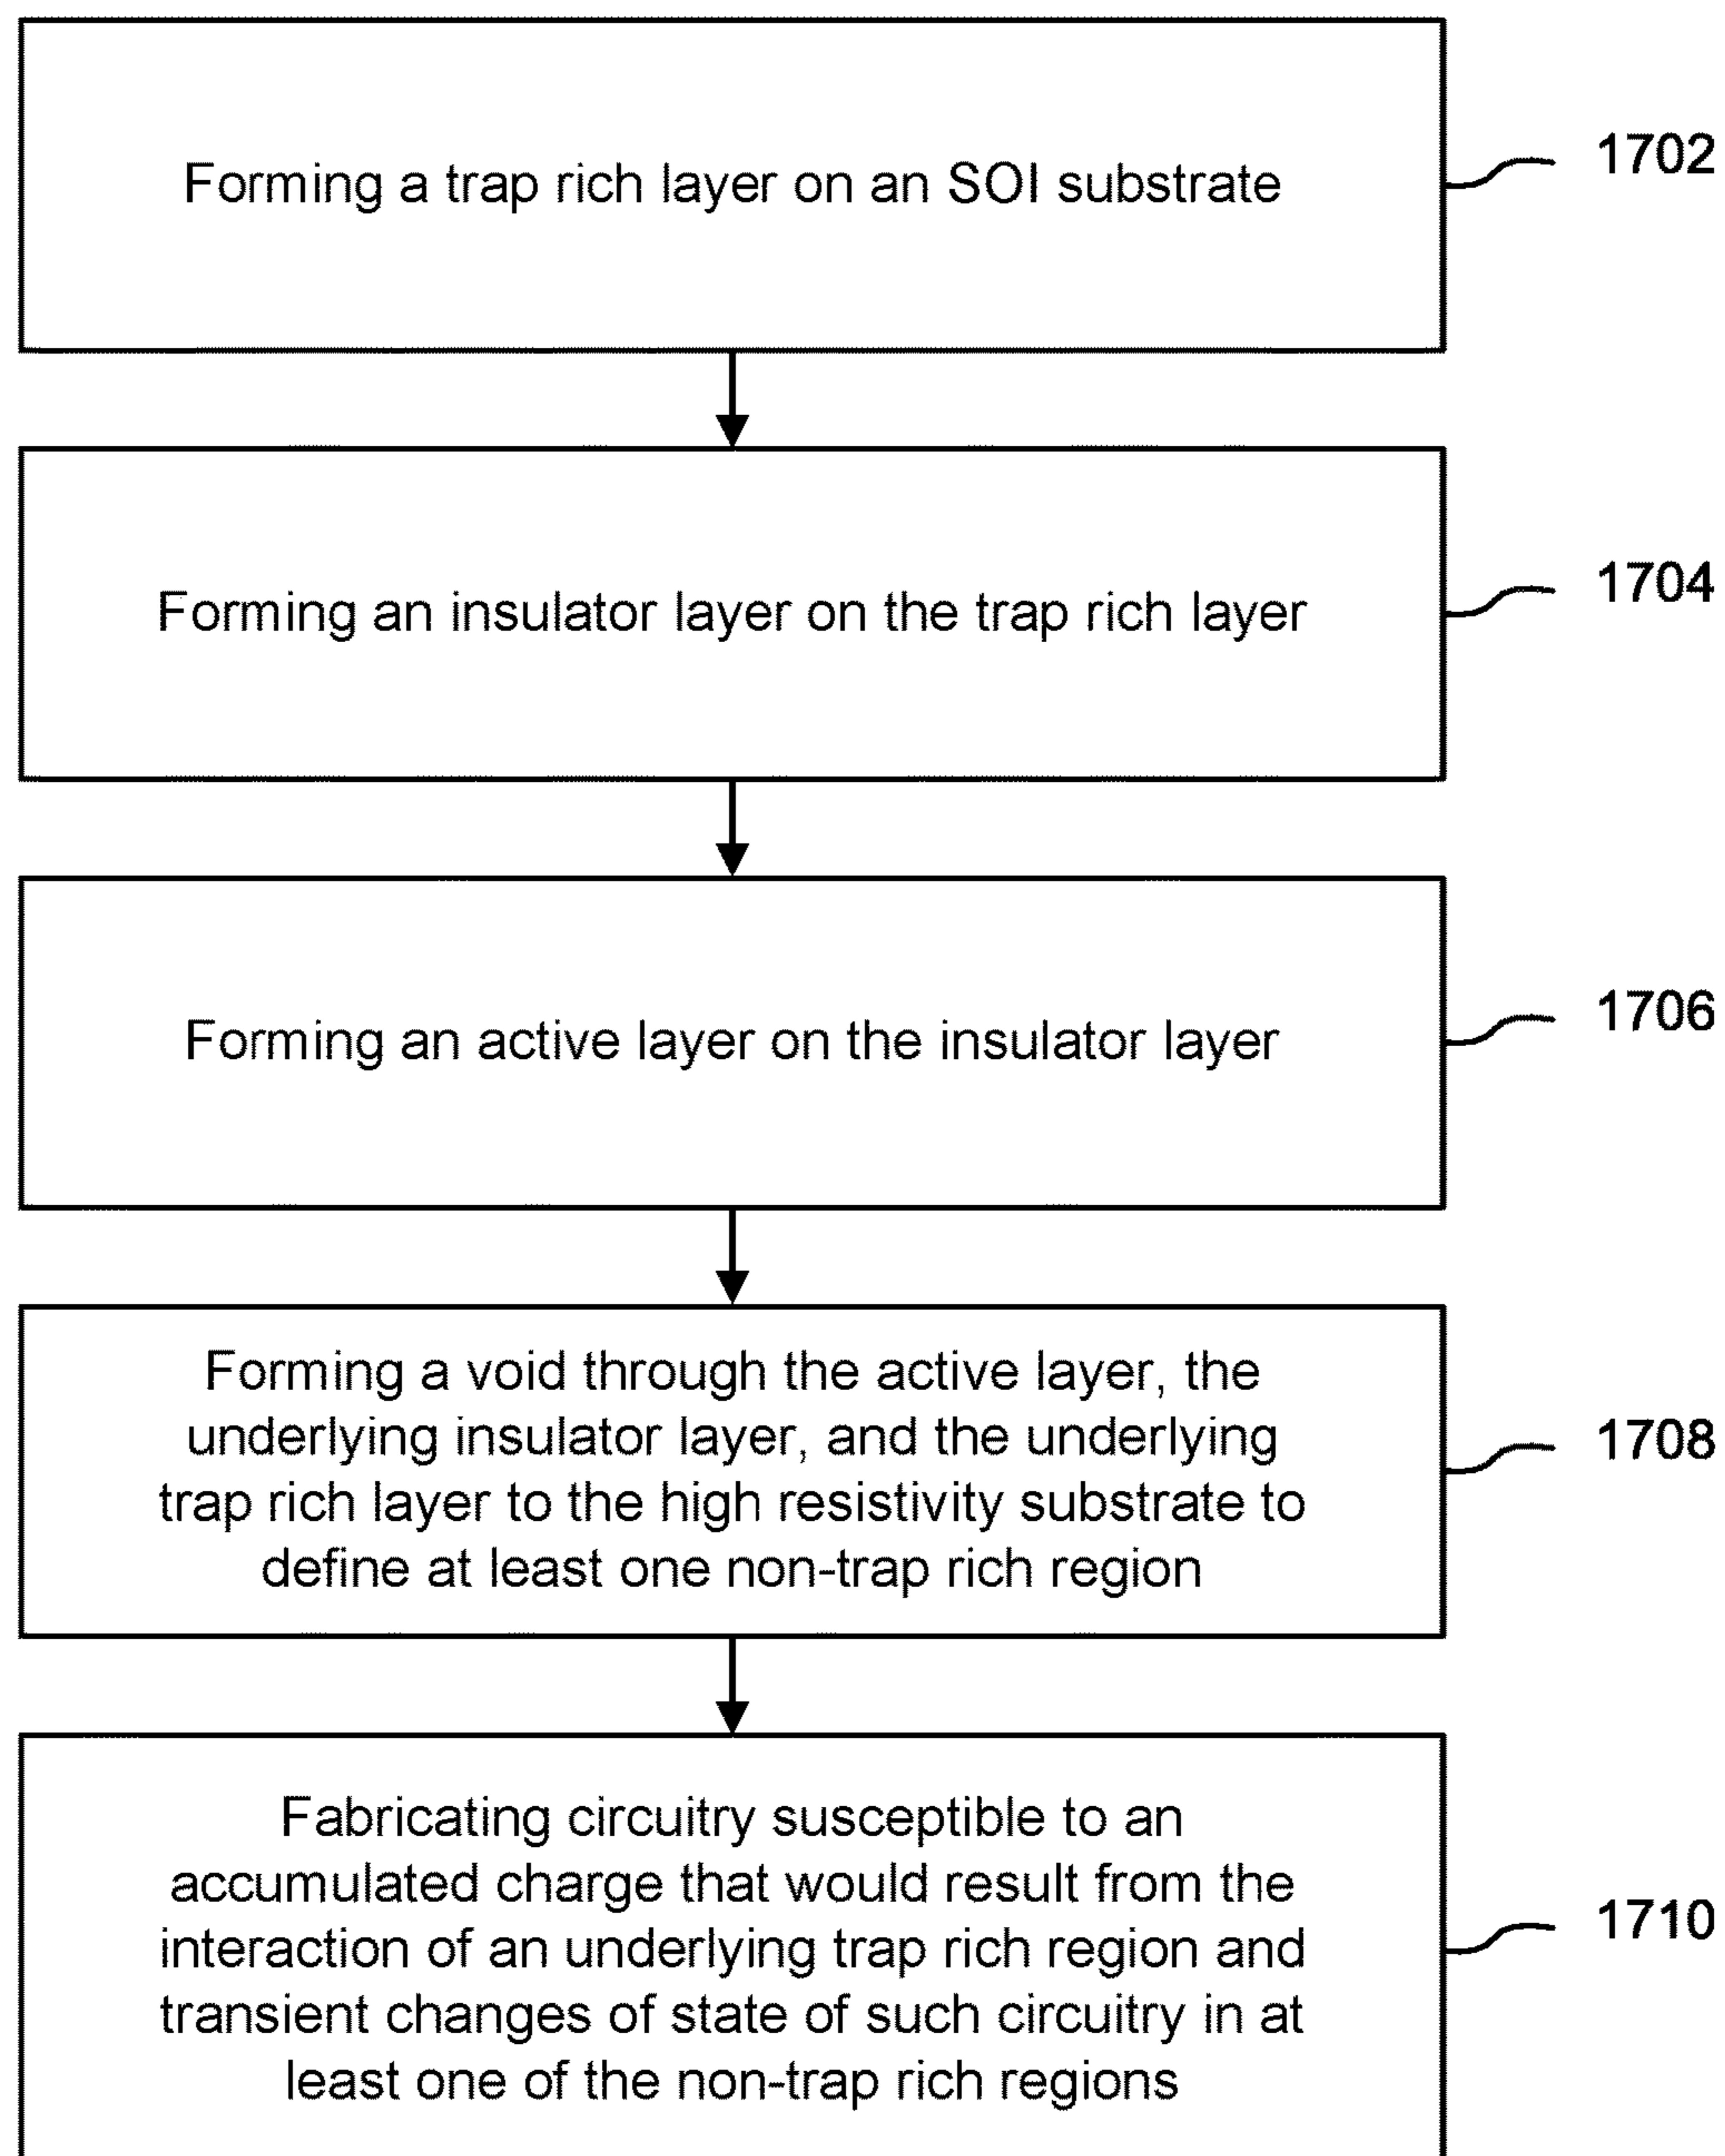 Forming a trap rich layer on an SOI substrate
1702
Forming an insulator layer on the trap rich layer
1704
Forming an active layer on the insulator layer
1706
Forming a void through the active layer, the
underlying insulator layer, and the underlying
trap rich layer to the high resistivity substrate to
define at least one non-trap rich region
1708
Fabricating circuitry susceptible to an
accumulated charge that would result from the
interaction of an underlying trap rich region and
transient changes of state of such circuitry in at
least one of the non-trap rich regions
1710